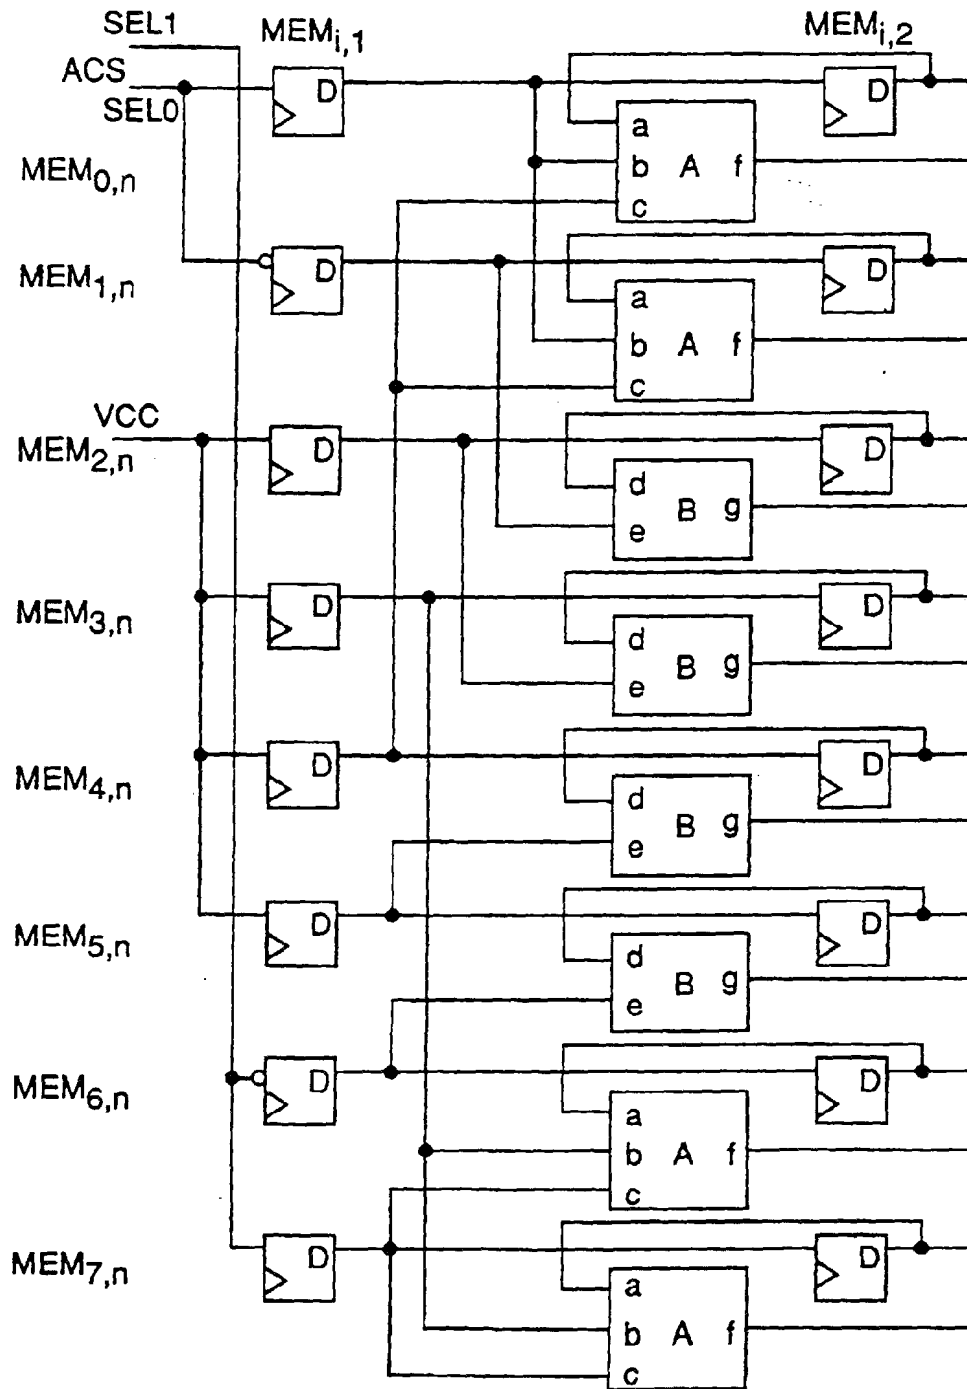 SEL1 MEMi,1 MEMi,2
ACS
D D
SEL0
a
MEM0,n b A f
c
D D
MEM1,n a
b A f
c
VCC
D D
MEM2,n
d
B g
e
D D
MEM3,n
d
B g
e
D D
MEM4,n
d
B g
e
D D
MEM5,n
d
B g
e
D D
MEM6,n
a
b A f
c
D D
MEM7,n
a
b A f
c